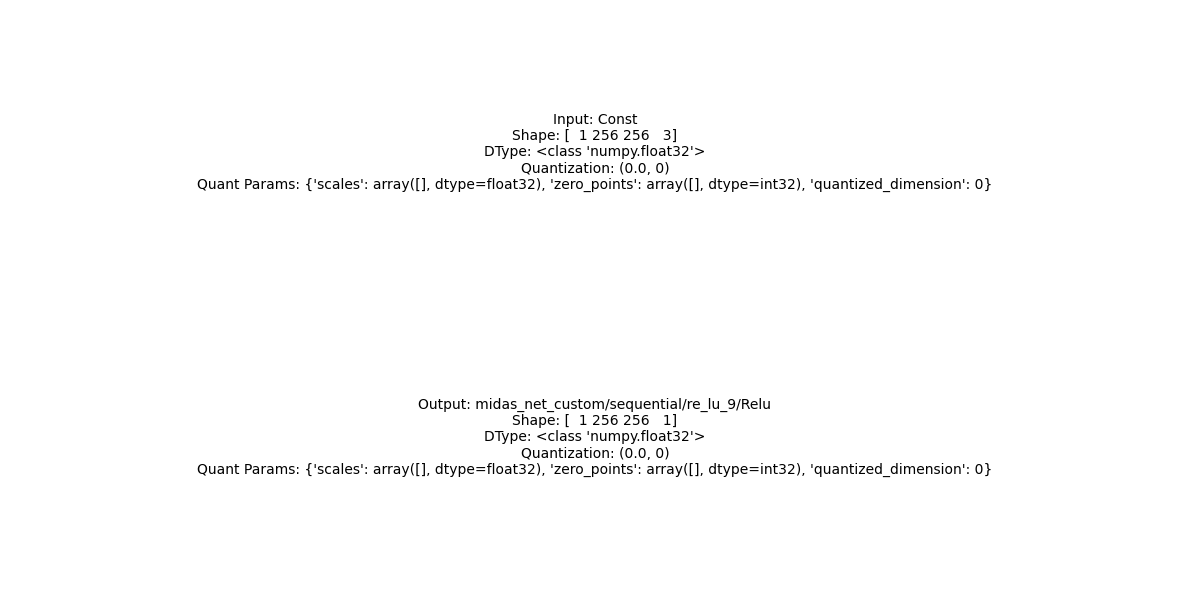 Input: Const
Shape: [  1 256 256   3]
DType: <class 'numpy.float32'>
Quantization: (0.0, 0)
Quant Params: {'scales': array([], dtype=float32), 'zero_points': array([], dtype=int32), 'quantized_dimension': 0}
Output: midas_net_custom/sequential/re_lu_9/Relu
Shape: [  1 256 256   1]
DType: <class 'numpy.float32'>
Quantization: (0.0, 0)
Quant Params: {'scales': array([], dtype=float32), 'zero_points': array([], dtype=int32), 'quantized_dimension': 0}